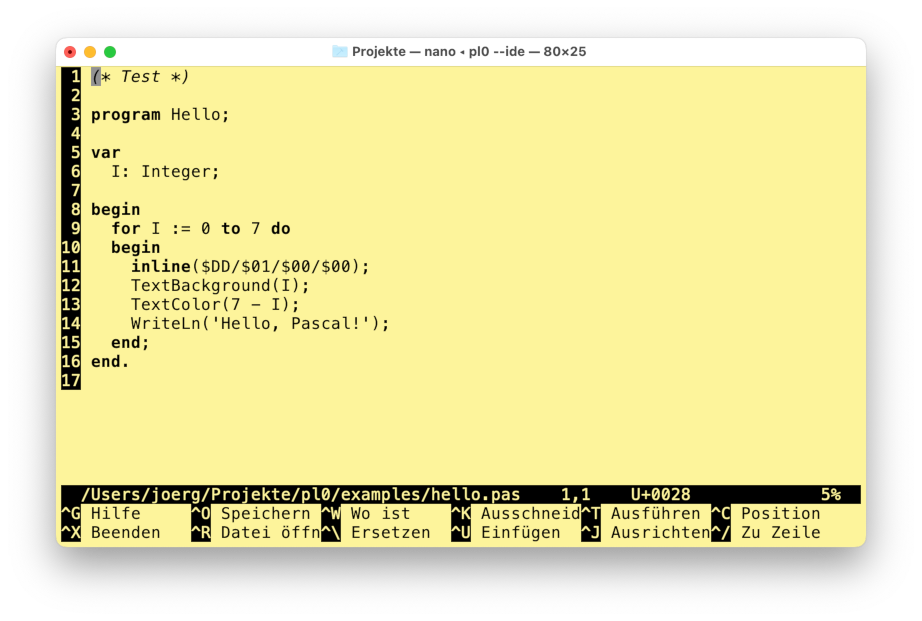 Projekte — nano ◂ pl0 --ide — 80×25
1 (* Test *)
2
3 program Hello;
4
5 var
6   I: Integer;
7
8 begin
9   for I := 0 to 7 do
10   begin
11     inline($DD/$01/$00/$00);
12     TextBackground(I);
13     TextColor(7 - I);
14     WriteLn('Hello, Pascal!');
15   end;
16 end.
17
/Users/joerg/Projekte/pl0/examples/hello.pas    1,1    U+0028    5%
^G Hilfe ^O Speichern ^W Wo ist ^K Ausschneid^T Ausführen ^C Position
^X Beenden ^R Datei öffn^\ Ersetzen ^U Einfügen ^J Ausrichten^/ Zu Zeile